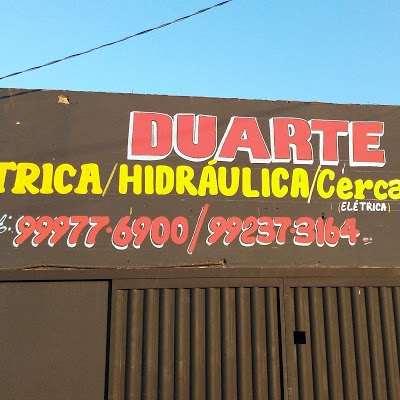 DUARTE
TRICA/HIDRÁULICA/Cerca
(ELÉTRICA)
99977-6900/99237-3164